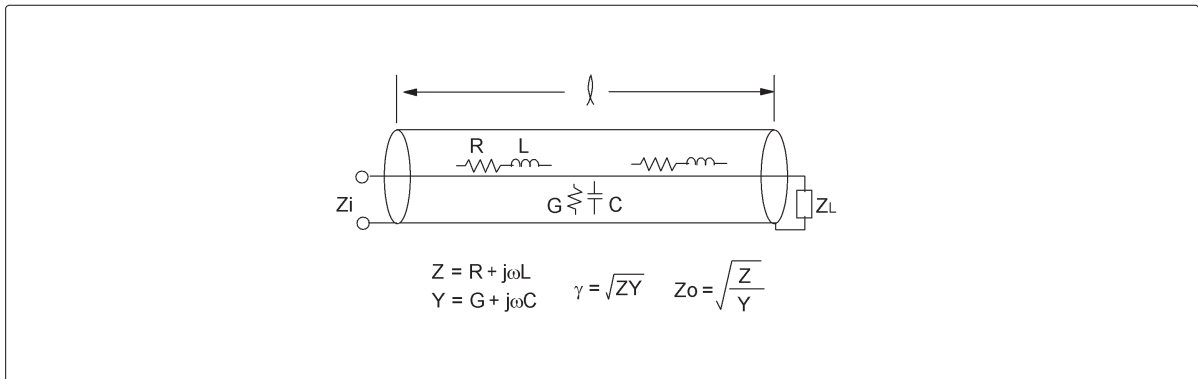 ℓ
R L
G C
Zi
ZL
Z = R + jωL
Y = G + jωC
γ = √ZY
Zo = √Z/Y